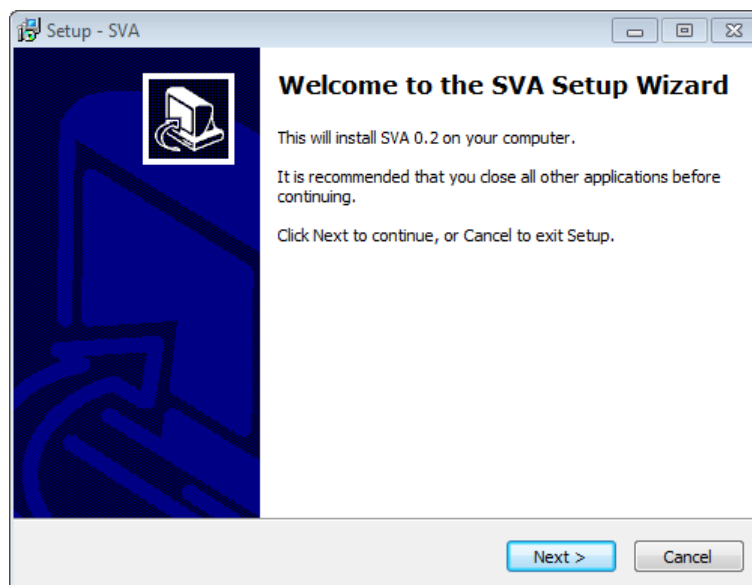 Setup - SVA
Welcome to the SVA Setup Wizard
This will install SVA 0.2 on your computer.
It is recommended that you close all other applications before
continuing.
Click Next to continue, or Cancel to exit Setup.
Next >
Cancel